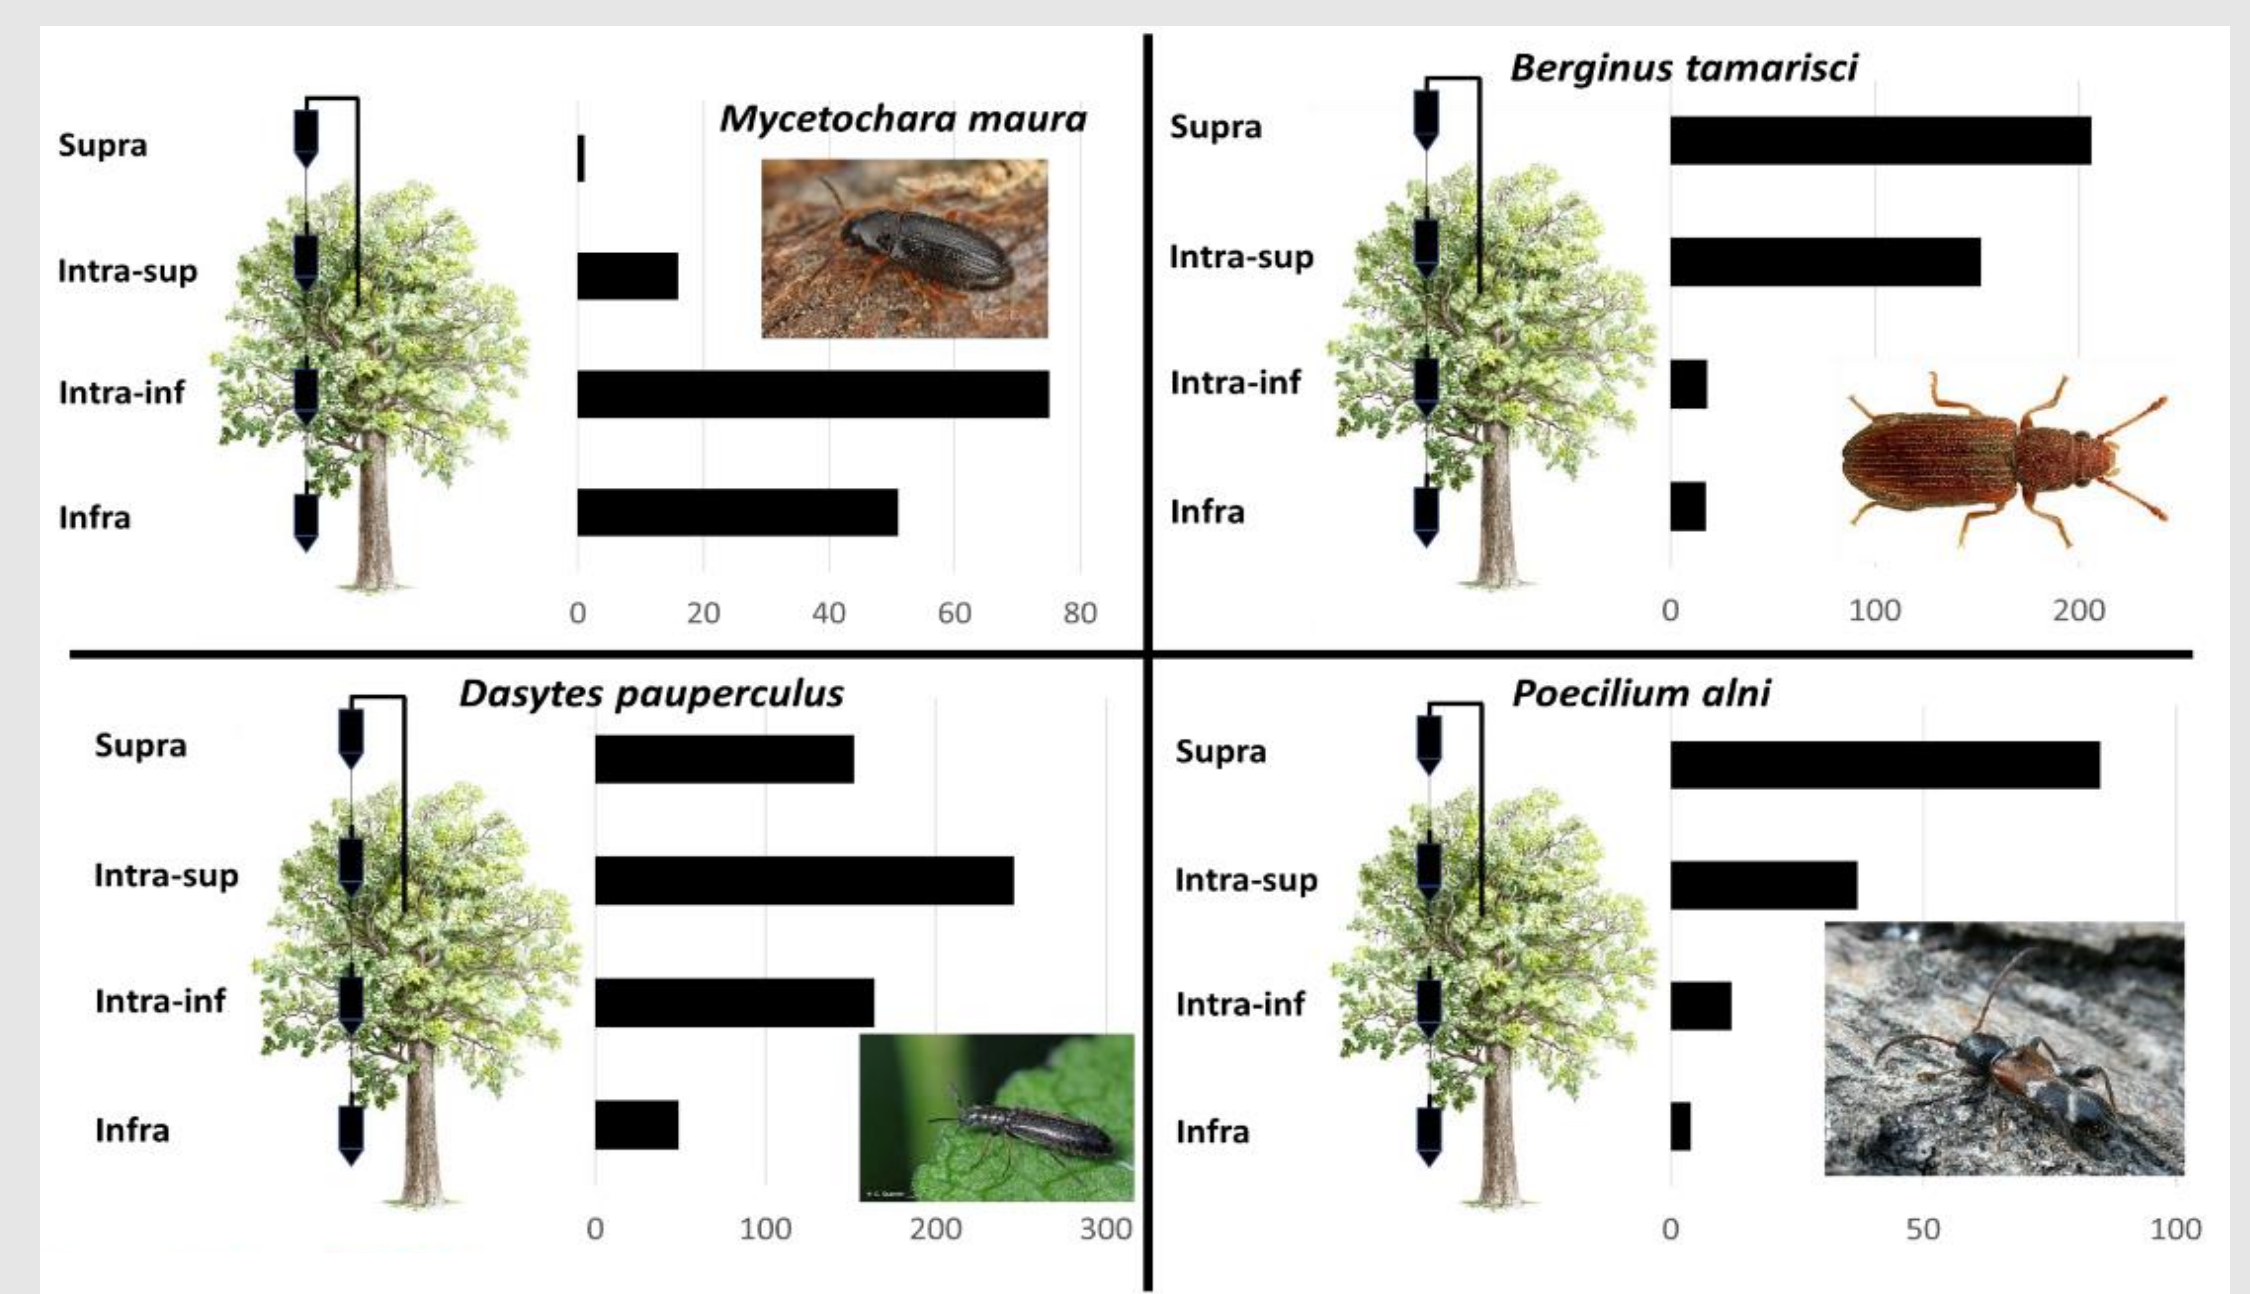 Mycetochara maura
Supra
Intra-sup
Intra-inf
Infra
0 20 40 60 80
Berginus tamarisci
Supra
Intra-sup
Intra-inf
Infra
0 100 200
Dasytes pauperculus
Supra
Intra-sup
Intra-inf
Infra
0 100 200 300
Poecilium alni
Supra
Intra-sup
Intra-inf
Infra
0 50 100